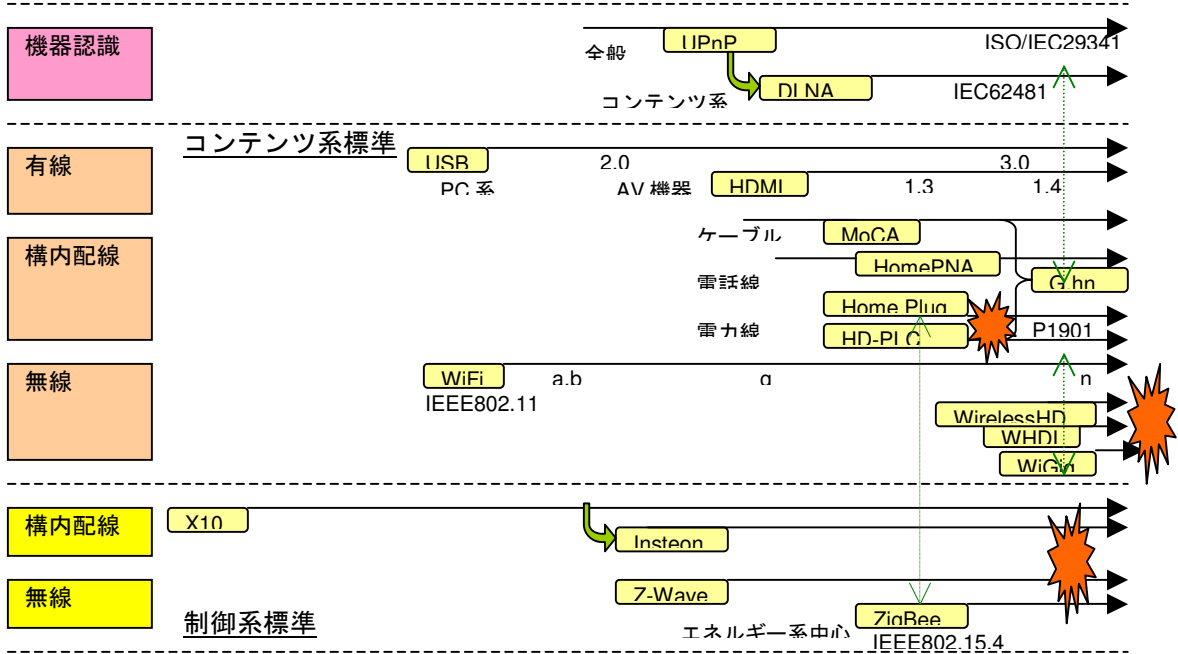 機器認識
全般
UPnP
ISO/IEC29341
コンテンツ系
DLNA
IEC62481
コンテンツ系標準
有線
USB
2.0
3.0
PC 系
AV 機器
HDMI
1.3
1.4
構内配線
ケーブル
MoCA
電話線
HomePNA
G.hn
Home Plug
電力線
HD-PLC
P1901
無線
WiFi
a.b
g
n
IEEE802.11
WirelessHD
WHDI
WiGig
構内配線
X10
Insteon
無線
Z-Wave
制御系標準
エネルギー系中心
ZigBee
IEEE802.15.4